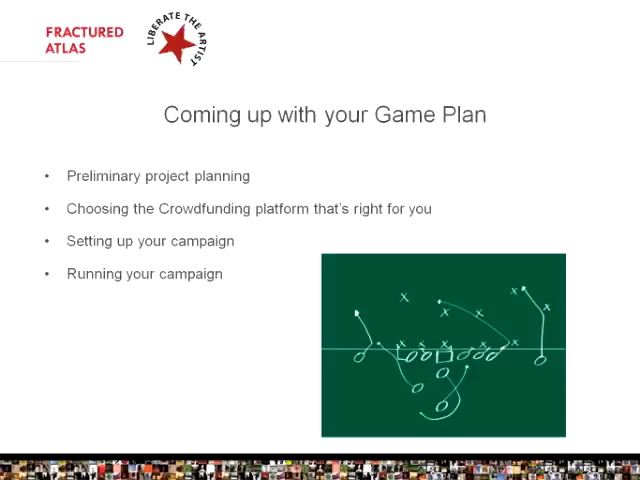 FRACTURED
ATLAS
LIBERATE THE ARTIST
Coming up with your Game Plan
• Preliminary project planning
• Choosing the Crowdfunding platform that's right for you
• Setting up your campaign
• Running your campaign